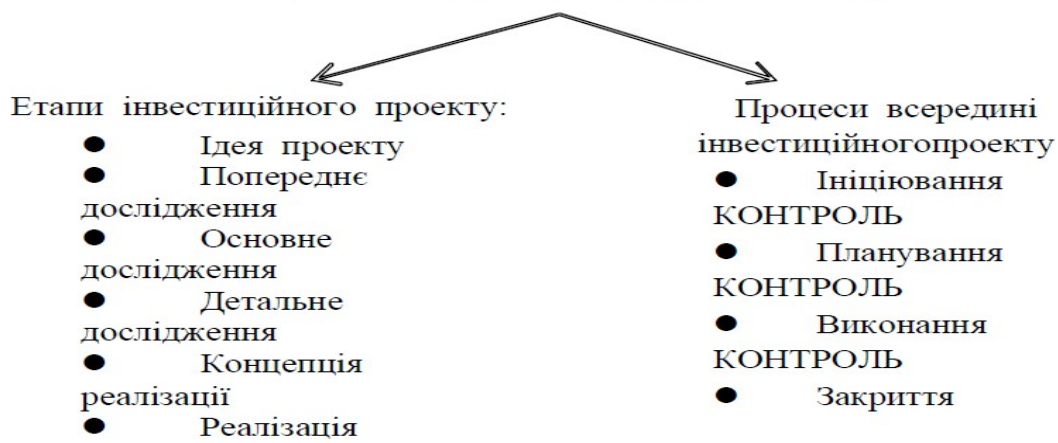 Етапи інвестиційного проекту:
● Ідея проекту
● Попереднє
дослідження
● Основне
дослідження
● Детальне
дослідження
● Концепція
реалізації
● Реалізація
Процеси всередині
інвестиційногопроекту
● Ініціювання
КОНТРОЛЬ
● Планування
КОНТРОЛЬ
● Виконання
КОНТРОЛЬ
● Закриття